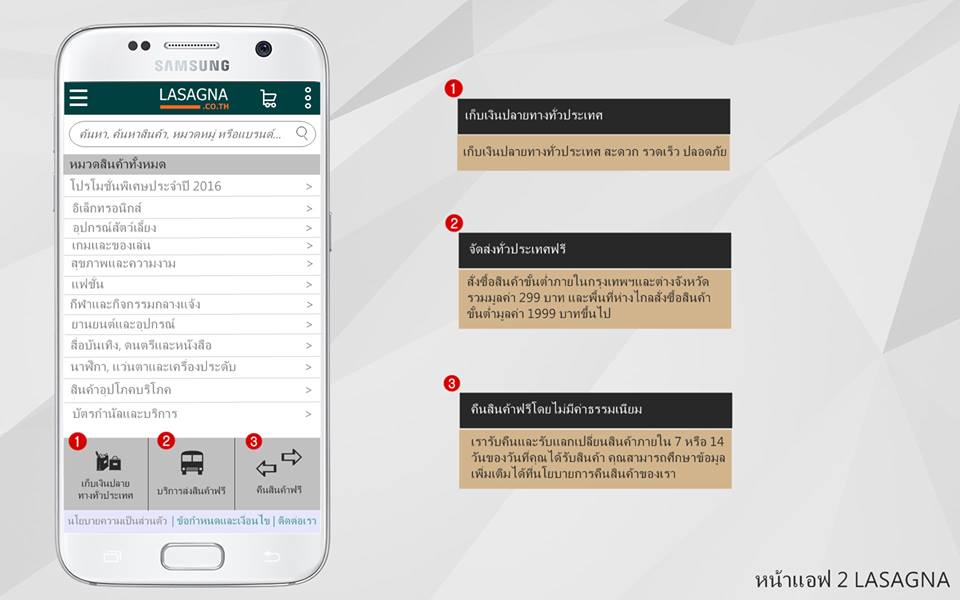 SAMSUNG
LASAGNA
.CO.TH
ค้นหา, ค้นหาสินค้า, หมวดหมู่ หรือแบรนด์...
หมวดสินค้าทั้งหมด
โปรโมชั่นพิเศษประจำปี 2016 >
อิเล็กทรอนิกส์ >
อุปกรณ์สัตว์เลี้ยง >
เกมและของเล่น >
สุขภาพและความงาม >
แฟชั่น >
กีฬาและกิจกรรมกลางแจ้ง >
ยานยนต์และอุปกรณ์ >
สื่อบันเทิง, ดนตรีและหนังสือ >
นาฬิกา, แว่นตาและเครื่องประดับ >
สินค้าอุปโภคบริโภค >
บัตรกำนัลและบริการ >
1
เก็บเงินปลาย
ทางทั่วประเทศ
2
บริการส่งสินค้าฟรี
3
คืนสินค้าฟรี
นโยบายความเป็นส่วนตัว | ข้อกำหนดและเงื่อนไข | ติดต่อเรา
1
เก็บเงินปลายทางทั่วประเทศ
เก็บเงินปลายทางทั่วประเทศ สะดวก รวดเร็ว ปลอดภัย
2
จัดส่งทั่วประเทศฟรี
สั่งซื้อสินค้าขั้นต่ำภายในกรุงเทพฯและต่างจังหวัด
รวมมูลค่า 299 บาท และพื้นที่ห่างไกลสั่งซื้อสินค้า
ขั้นต่ำมูลค่า 1999 บาทขึ้นไป
3
คืนสินค้าฟรีโดยไม่มีค่าธรรมเนียม
เรารับคืนและรับแลกเปลี่ยนสินค้าภายใน 7 หรือ 14
วันของวันที่คุณได้รับสินค้า คุณสามารถศึกษาข้อมูล
เพิ่มเติมได้ที่นโยบายการคืนสินค้าของเรา
หน้าแอฟ 2 LASAGNA